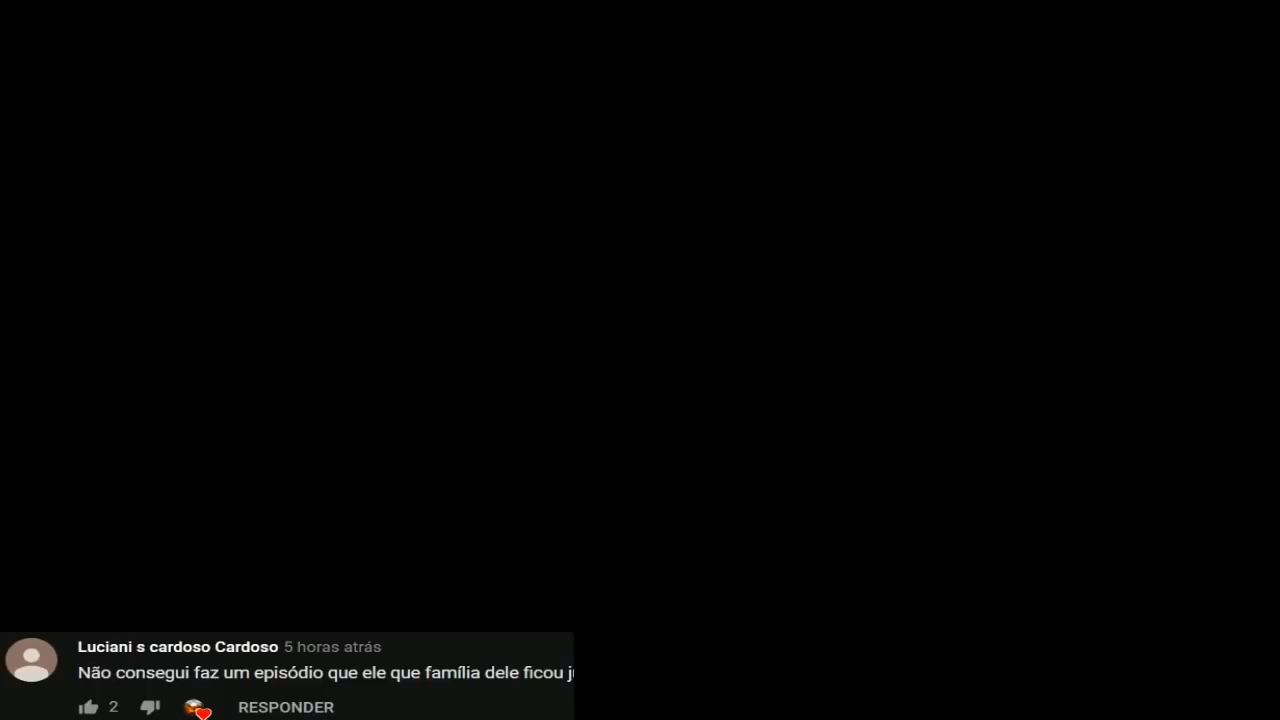 Luciani s cardoso Cardoso 5 horas atrás
Não consegui faz um episódio que ele que família dele ficou
2 RESPONDER